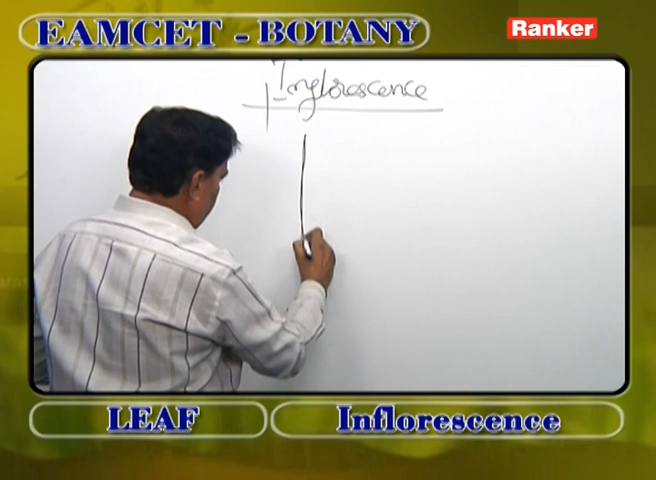 EAMCET - BOTANY
Ranker
Inflorescence
LEAF
Inflorescence